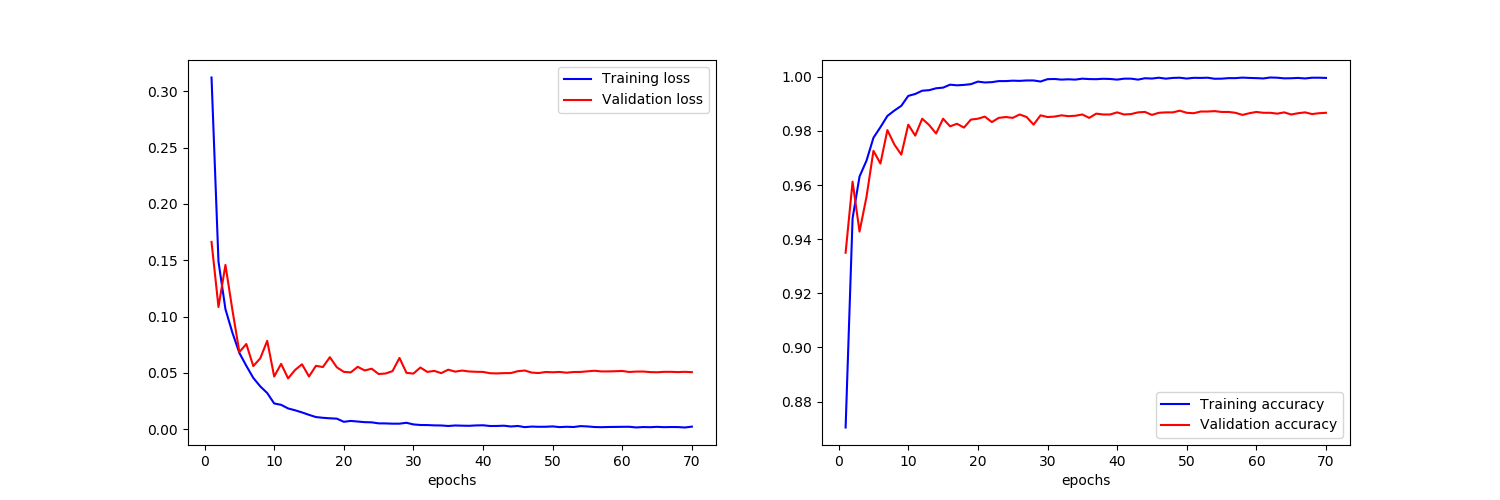 0.30
0.25
0.20
0.15
0.10
0.05
0.00
0 10 20 30 40 50 60 70
epochs
Training loss
Validation loss
1.00
0.98
0.96
0.94
0.92
0.90
0.88
0 10 20 30 40 50 60 70
epochs
Training accuracy
Validation accuracy